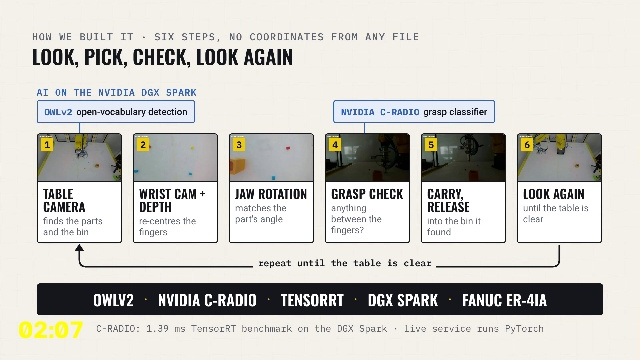 HOW WE BUILT IT · SIX STEPS, NO COORDINATES FROM ANY FILE
LOOK, PICK, CHECK, LOOK AGAIN
AI ON THE NVIDIA DGX SPARK
OWLv2 open-vocabulary detection
NVIDIA C-RADIO grasp classifier
1
2
3
4
5
6
TABLE
CAMERA
finds the parts
and the bin
WRIST CAM +
DEPTH
re-centres the
fingers
JAW ROTATION
matches the
part's angle
GRASP CHECK
anything
between the
fingers?
CARRY,
RELEASE
into the bin it
found
LOOK AGAIN
until the table is
clear
repeat until the table is clear
OWLV2 · NVIDIA C-RADIO · TENSORRT · DGX SPARK · FANUC ER-4IA
02:07
C-RADIO: 1.39 ms TensorRT benchmark on the DGX Spark · live service runs PyTorch